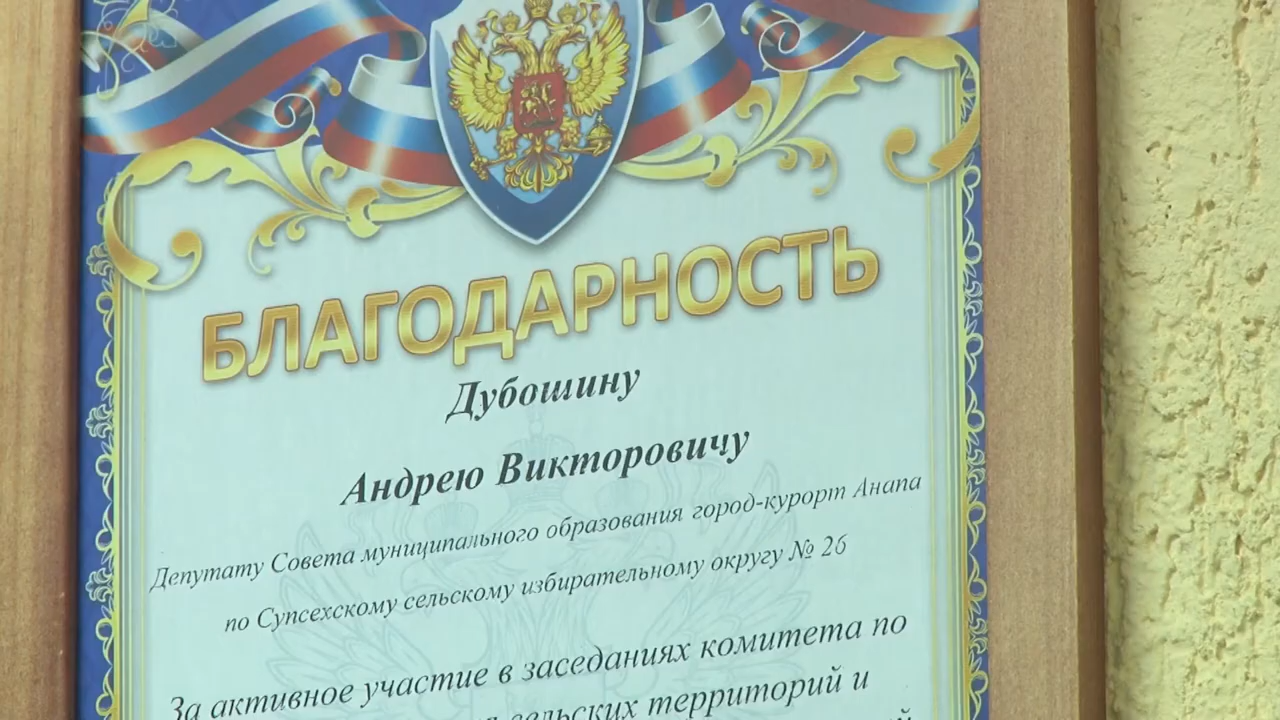 БЛАГОДАРНОСТЬ
Дубошину
Андрею Викторовичу
Депутату Совета муниципального образования город-курорт Анапа
по Супсехскому сельскому избирательному округу № 26
За активное участие в заседаниях комитета по
сельских территорий и